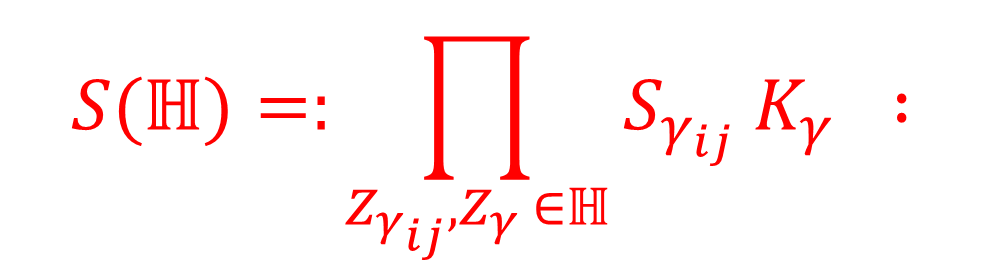 S(ℍ) =: ∏_{Z_{γ_{ij}}, Z_γ ∈ ℍ} S_{γ_{ij}} K_γ :